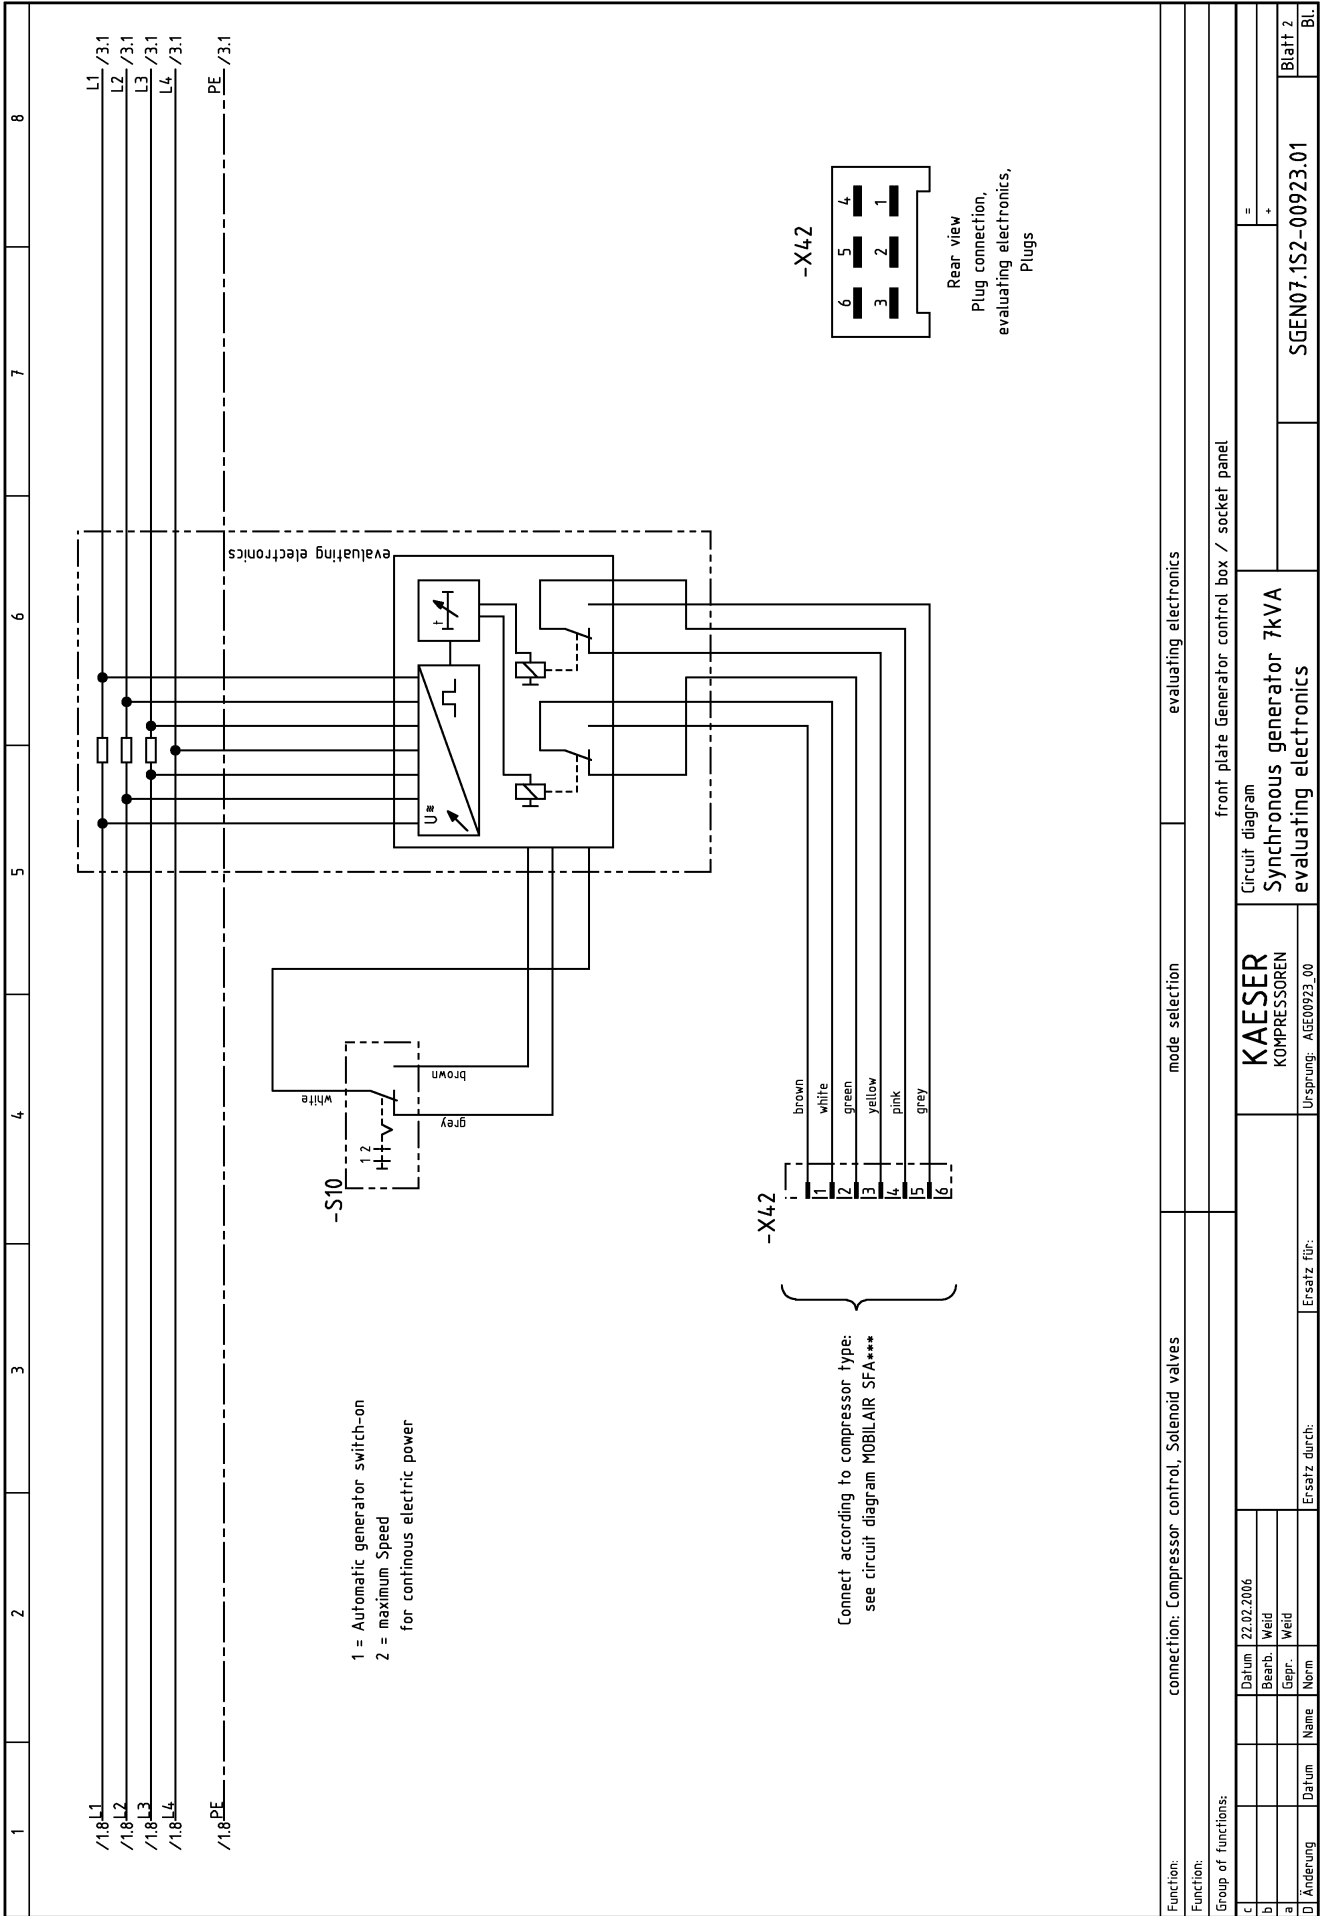 1 2 3 4 5 6 7 8
/1.8 L1 L1 /3.1
/1.8 L2 L2 /3.1
/1.8 L3 L3 /3.1
/1.8 L4 L4 /3.1
/1.8 PE PE /3.1
evaluating electronics
U
t
-S10
1 2
white
brown
grey
1 = Automatic generator switch-on
2 = maximum Speed
for continous electric power
-X42
1
2
3
4
5
6
brown
white
green
yellow
pink
grey
Connect according to compressor type:
see circuit diagram MOBILAIR SFA***
-X42
6 5 4
3 2 1
Rear view
Plug connection,
evaluating electronics,
Plugs
Function: connection: Compressor control, Solenoid valves mode selection evaluating electronics
Function:
Group of functions: front plate Generator control box / socket panel
c Datum 22.02.2006
b Bearb. Weid
a Gepr. Weid
D Änderung Datum Name Norm
Ersatz durch: Ersatz für:
KAESER
KOMPRESSOREN
Ursprung: AGE00923_00
Circuit diagram
Synchronous generator 7kVA
evaluating electronics
=
+
SGEN07.1S2-00923.01
Blatt 2
Bl.